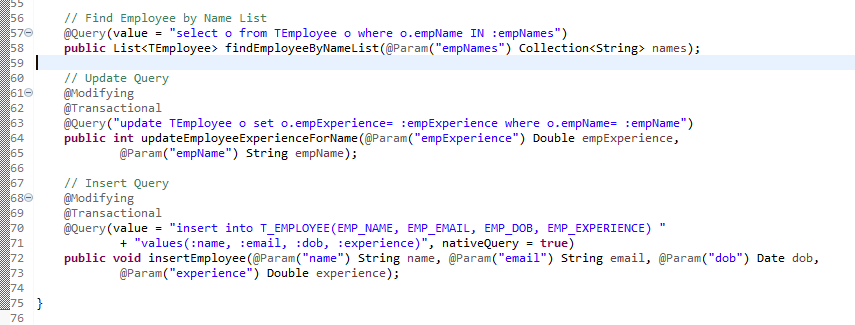 55
56 // Find Employee by Name List
57 @Query(value = "select o from TEmployee o where o.empName IN :empNames")
58 public List<TEmployee> findEmployeeByNameList(@Param("empNames") Collection<String> names);
59
60 // Update Query
61 @Modifying
62 @Transactional
63 @Query("update TEmployee o set o.empExperience= :empExperience where o.empName= :empName")
64 public int updateEmployeeExperienceForName(@Param("empExperience") Double empExperience,
65 @Param("empName") String empName);
66
67 // Insert Query
68 @Modifying
69 @Transactional
70 @Query(value = "insert into T_EMPLOYEE(EMP_NAME, EMP_EMAIL, EMP_DOB, EMP_EXPERIENCE) "
71 + "values(:name, :email, :dob, :experience)", nativeQuery = true)
72 public void insertEmployee(@Param("name") String name, @Param("email") String email, @Param("dob") Date dob,
73 @Param("experience") Double experience);
74
75 }
76